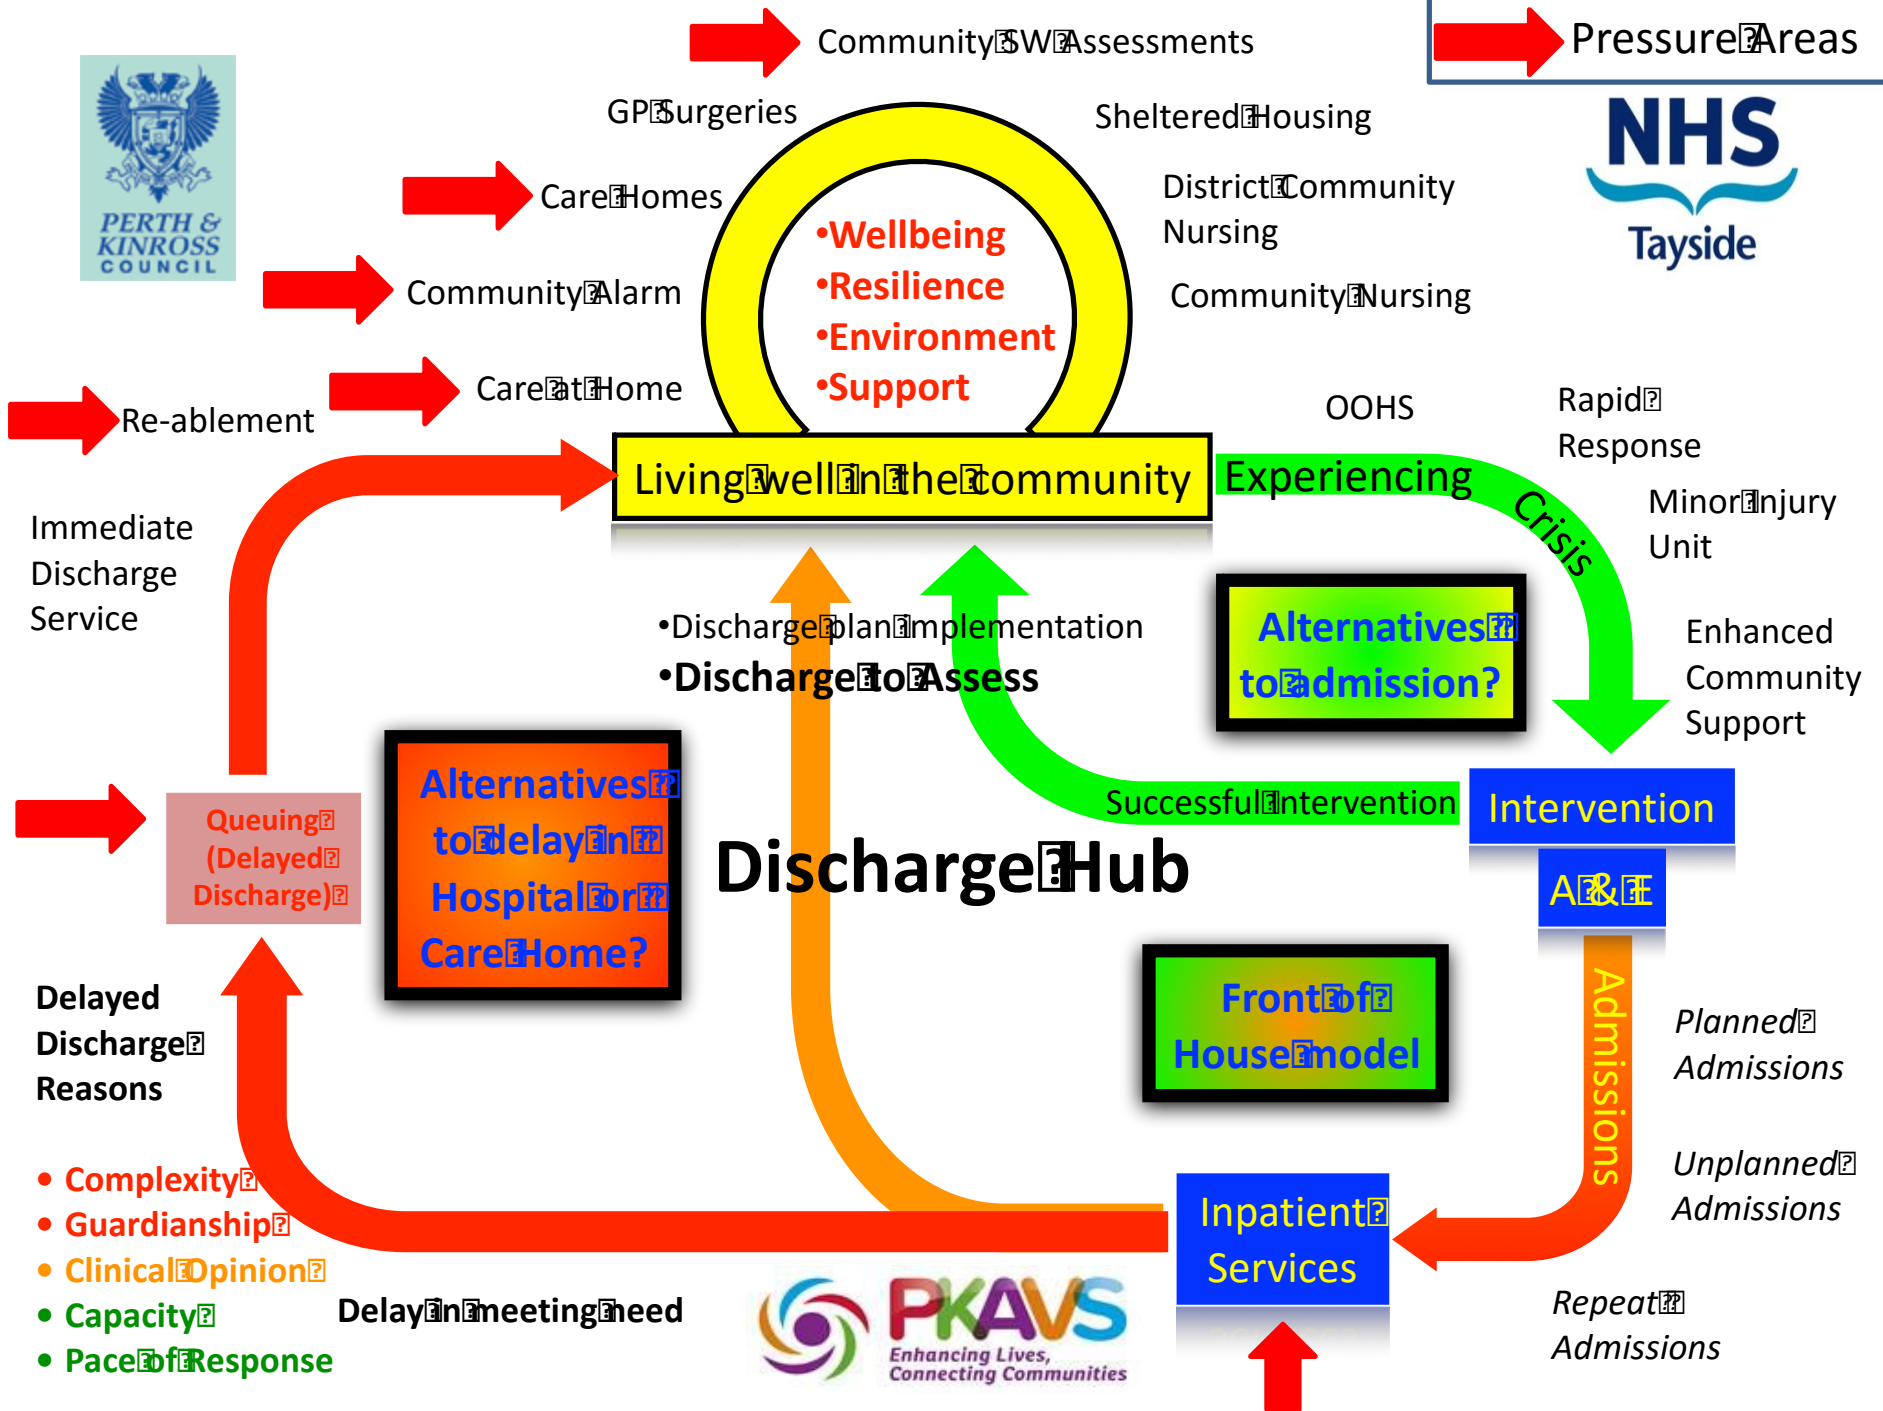 Community SW Assessments
Pressure Areas
PERTH &
KINROSS
COUNCIL
GP Surgeries
Sheltered Housing
NHS
Tayside
Care Homes
District Community
Nursing
•Wellbeing
•Resilience
•Environment
•Support
Community Alarm
Community Nursing
Care at Home
Re-ablement
OOHS
Rapid
Response
Living well in the community
Experiencing
Crisis
Minor Injury
Unit
Immediate
Discharge
Service
•Discharge plan implementation
•Discharge to Assess
Alternatives
to admission?
Enhanced
Community
Support
Queuing
(Delayed
Discharge)
Alternatives
to delay in
Hospital or
Care Home?
Successful Intervention
Intervention
A & E
Discharge Hub
Delayed
Discharge
Reasons
Front of
House model
Admissions
Planned
Admissions
Unplanned
Admissions
Repeat
Admissions
• Complexity
• Guardianship
• Clinical Opinion
• Capacity
• Pace of Response
Delay in meeting need
Inpatient
Services
PKAVS
Enhancing Lives,
Connecting Communities